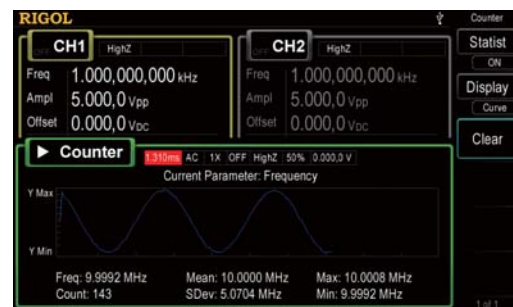 RIGOL
Counter
OFF CH1 HighZ
OFF CH2 HighZ
Statist
ON
Freq 1.000,000,000 kHz
Freq 1.000,000,000 kHz
Display
Curve
Ampl 5.000,0 Vpp
Ampl 5.000,0 Vpp
Offset 0.000,0 VDC
Offset 0.000,0 VDC
Clear
Counter 1.310ms AC 1X OFF HighZ 50% 0.000,0 V
Current Parameter: Frequency
Y Max
Y Min
Freq: 9.9992 MHz Mean: 10.0000 MHz Max: 10.0008 MHz
Count: 143 SDev: 5.0704 MHz Min: 9.9992 MHz
1 of 1